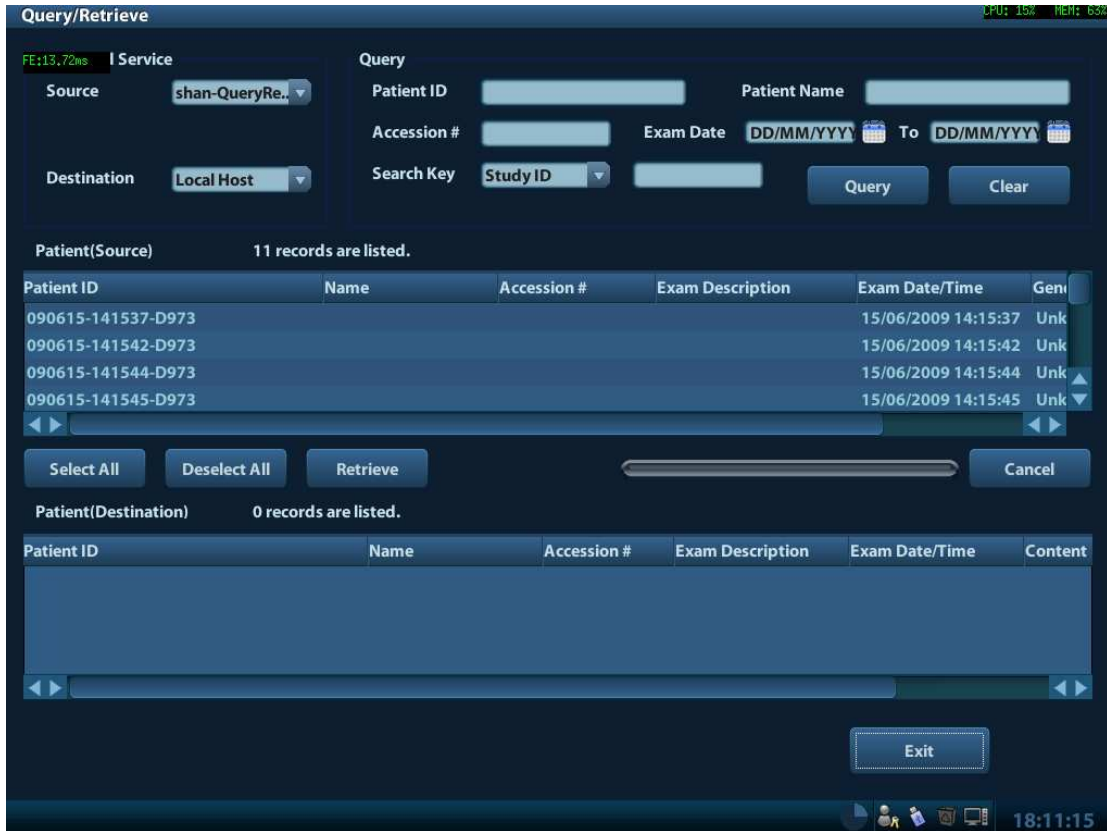 Query/Retrieve
CPU: 15% MEM: 63%
FE:13.72ms l Service
Query
Source shan-QueryRe..
Patient ID Patient Name
Accession # Exam Date DD/MM/YYYY To DD/MM/YYYY
Destination Local Host
Search Key Study ID
Query Clear
Patient(Source) 11 records are listed.
Patient ID Name Accession # Exam Description Exam Date/Time Gen
090615-141537-D973 15/06/2009 14:15:37 Unk
090615-141542-D973 15/06/2009 14:15:42 Unk
090615-141544-D973 15/06/2009 14:15:44 Unk
090615-141545-D973 15/06/2009 14:15:45 Unk
Select All Deselect All Retrieve Cancel
Patient(Destination) 0 records are listed.
Patient ID Name Accession # Exam Description Exam Date/Time Content
Exit
18:11:15